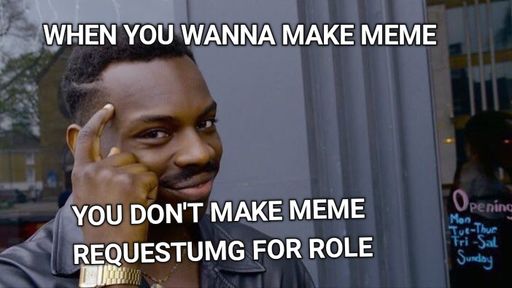 WHEN YOU WANNA MAKE MEME
YOU DON'T MAKE MEME
REQUESTUMG FOR ROLE
Opening
Mon
Tue-Thur
Fri-Sat
Sunday